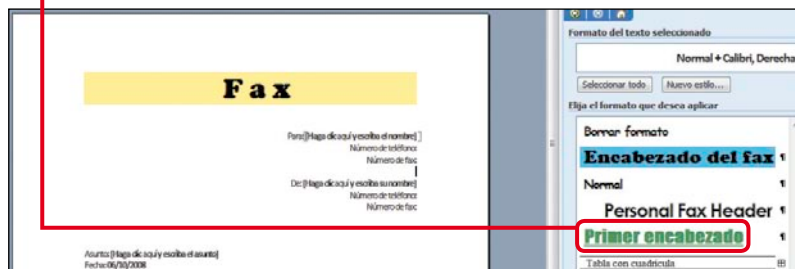 Fax
Para:[Haga clic aquí y escriba el nombre]
Número de teléfono:
Número de fax:
De: [Haga clic aquí y escriba su nombre]
Número de teléfono:
Número de fax:
Asunto: [Haga clic aquí y escriba el asunto]
Fecha: 06/10/2008
Formato del texto seleccionado
Normal + Calibri, Derecha
Seleccionar todo
Nuevo estilo...
Elija el formato que desea aplicar
Borrar formato
Encabezado del fax ¶
Normal ¶
Personal Fax Header ¶
Primer encabezado ¶
Tabla con cuadrícula